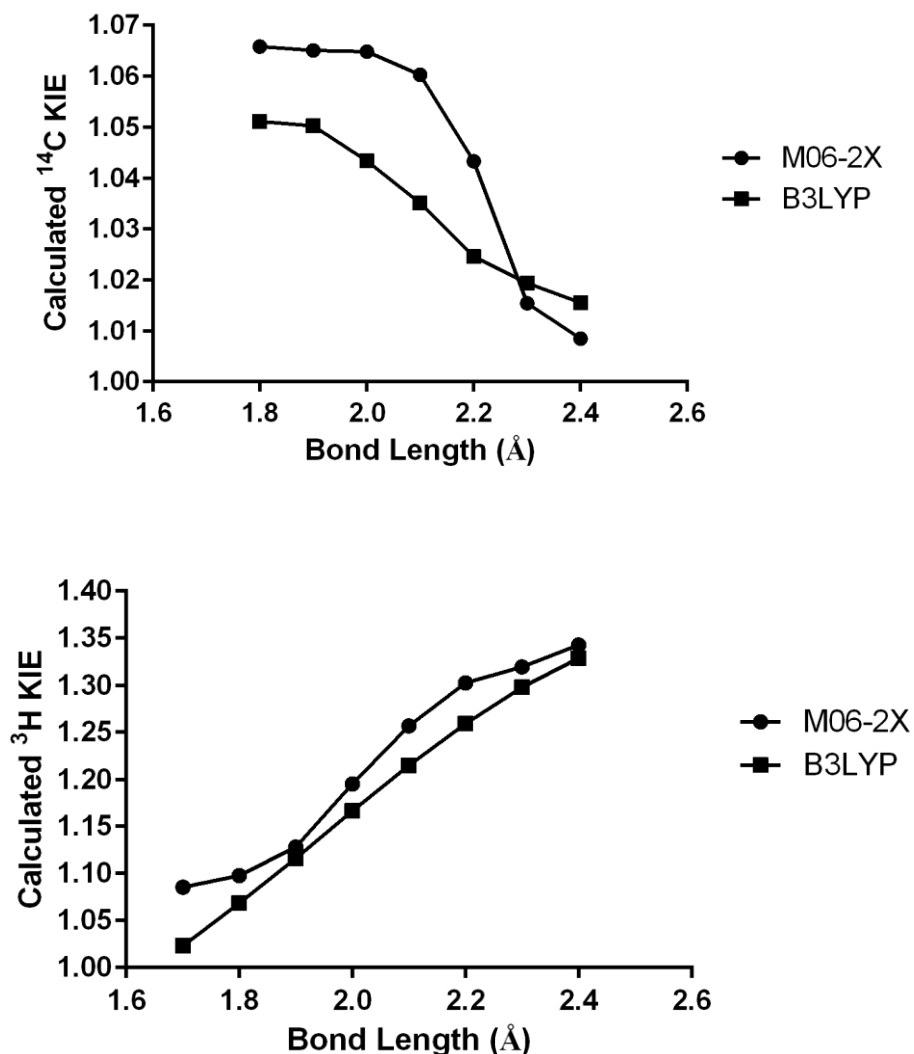 1.07
1.06
1.05
1.04
1.03
1.02
1.01
1.00
Calculated ¹⁴C KIE
1.6 1.8 2.0 2.2 2.4 2.6
Bond Length (Å)
M06-2X
B3LYP
1.40
1.35
1.30
1.25
1.20
1.15
1.10
1.05
1.00
Calculated ³H KIE
1.6 1.8 2.0 2.2 2.4 2.6
Bond Length (Å)
M06-2X
B3LYP